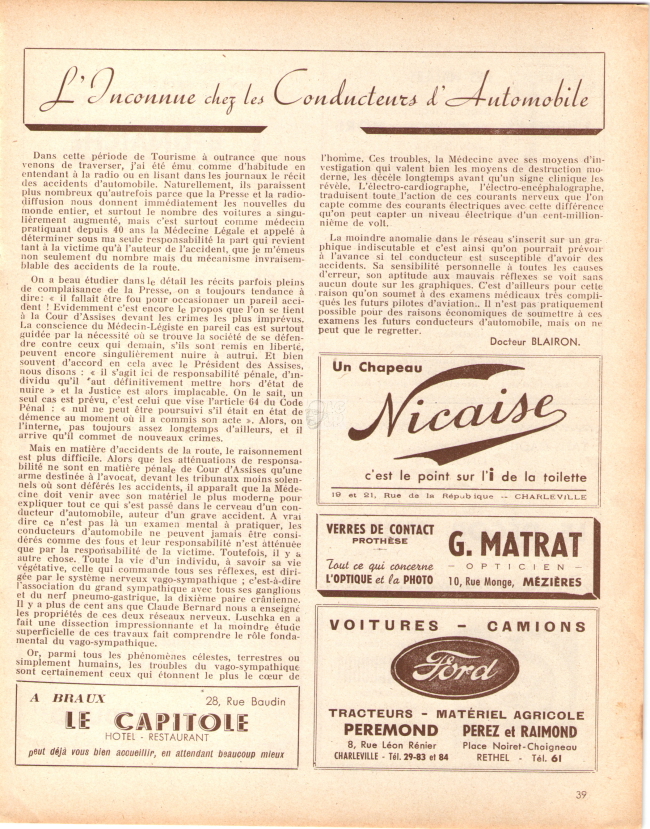 L'Inconnue chez les Conducteurs d'Automobile
Dans cette période de Tourisme à outrance que nous
venons de traverser, j'ai été ému comme d'habitude en
entendant à la radio ou en lisant dans les journaux le récit
des accidents d'automobile. Naturellement, ils paraissent
plus nombreux qu'autrefois parce que la Presse et la radio-
diffusion nous donnent immédiatement les nouvelles du
monde entier, et surtout le nombre des voitures a singu-
lièrement augmenté, mais c'est surtout comme médecin
pratiquant depuis 40 ans la Médecine Légale et appelé à
déterminer sous ma seule responsabilité la part qui revient
tant à la victime qu'à l'auteur de l'accident, que je m'émeus
non seulement du nombre mais du mécanisme invraisem-
blable des accidents de la route.
On a beau étudier dans le détail les récits parfois pleins
de complaisance de la Presse, on a toujours tendance à
dire : « il fallait être fou pour occasionner un pareil acci-
dent ! Evidemment c'est encore le propos que l'on se tient
à la Cour d'Assises devant les crimes les plus imprévus.
La conscience du Médecin-Légiste en pareil cas est surtout
guidée par la nécessité où se trouve la société de se défen-
dre contre ceux qui demain, s'ils sont remis en liberté,
peuvent encore singulièrement nuire à autrui. Et bien
souvent d'accord en cela avec le Président des Assises,
nous disons : « il s'agit ici de responsabilité pénale, d'in-
dividu qu'il faut définitivement mettre hors d'état de
nuire » et la Justice est alors implacable. On le sait, un
seul cas est prévu, c'est celui que vise l'article 64 du Code
Pénal : « nul ne peut être poursuivi s'il était en état de
démence au moment où il a commis son acte ». Alors, on
l'interne, pas toujours assez longtemps d'ailleurs, et il
arrive qu'il commet de nouveaux crimes.
Mais en matière d'accidents de la route, le raisonnement
est plus difficile. Alors que les atténuations de responsa-
bilité ne sont en matière pénale de Cour d'Assises qu'une
arme destinée à l'avocat, devant les tribunaux moins solen-
nels où sont déférés les accidents, il apparaît que la Méde-
cine doit venir avec son matériel le plus moderne pour
expliquer tout ce qui s'est passé dans le cerveau d'un con-
ducteur d'automobile, auteur d'un grave accident. A vrai
dire ce n'est pas là un examen mental à pratiquer, les
conducteurs d'automobile ne peuvent jamais être consi-
dérés comme des fous et leur responsabilité n'est atténuée
que par la responsabilité de la victime. Toutefois, il y a
autre chose. Toute la vie d'un individu, à savoir sa vie
végétative, celle qui commande tous ses réflexes, est diri-
gée par le système nerveux vago-sympathique ; c'est-à-dire
l'association du grand sympathique avec tous ses ganglions
et du nerf pneumo-gastrique, la dixième paire crânienne.
Il y a plus de cent ans que Claude Bernard nous a enseigné
les propriétés de ces deux réseaux nerveux. Luschka en a
fait une dissection impressionnante et la moindre étude
superficielle de ces travaux fait comprendre le rôle fonda-
mental du vago-sympathique.
Or, parmi tous les phénomènes célestes, terrestres ou
simplement humains, les troubles du vago-sympathique
sont certainement ceux qui étonnent le plus le cœur de
A BRAUX
28, Rue Baudin
LE CAPITOLE
HOTEL - RESTAURANT
peut déjà vous bien accueillir, en attendant beaucoup mieux
l'homme. Ces troubles, la Médecine avec ses moyens d'in-
vestigation qui valent bien les moyens de destruction mo-
derne, les décèle longtemps avant qu'un signe clinique les
révèle. L'électro-cardiographe, l'électro-encéphalographe,
traduisent toute l'action de ces courants nerveux que l'on
capte comme des courants électriques avec cette différence
qu'on peut capter un niveau électrique d'un cent-million-
nième de volt.
La moindre anomalie dans le réseau s'inscrit sur un gra-
phique indiscutable et c'est ainsi qu'on pourrait prévoir
à l'avance si tel conducteur est susceptible d'avoir des
accidents. Sa sensibilité personnelle à toutes les causes
d'erreur, son aptitude aux mauvais réflexes se voit sans
aucun doute sur les graphiques. C'est d'ailleurs pour cette
raison qu'on soumet à des examens médicaux très compli-
qués les futurs pilotes d'aviation.. Il n'est pas pratiquement
possible pour des raisons économiques de soumettre à ces
examens les futurs conducteurs d'automobile, mais on ne
peut que le regretter.
Docteur BLAIRON.
Un Chapeau
Nicaise
c'est le point sur l'i de la toilette
19 et 21, Rue de la République -- CHARLEVILLE
VERRES DE CONTACT
PROTHÈSE
Tout ce qui concerne
L'OPTIQUE et la PHOTO
G. MATRAT
- OPTICIEN -
10, Rue Monge, MÉZIÈRES
VOITURES - CAMIONS
Ford
TRACTEURS - MATÉRIEL AGRICOLE
PEREMOND
8, Rue Léon Rénier
CHARLEVILLE - Tél. 29-83 et 84
PEREZ et RAIMOND
Place Noiret-Chaigneau
RETHEL - Tél. 61
39